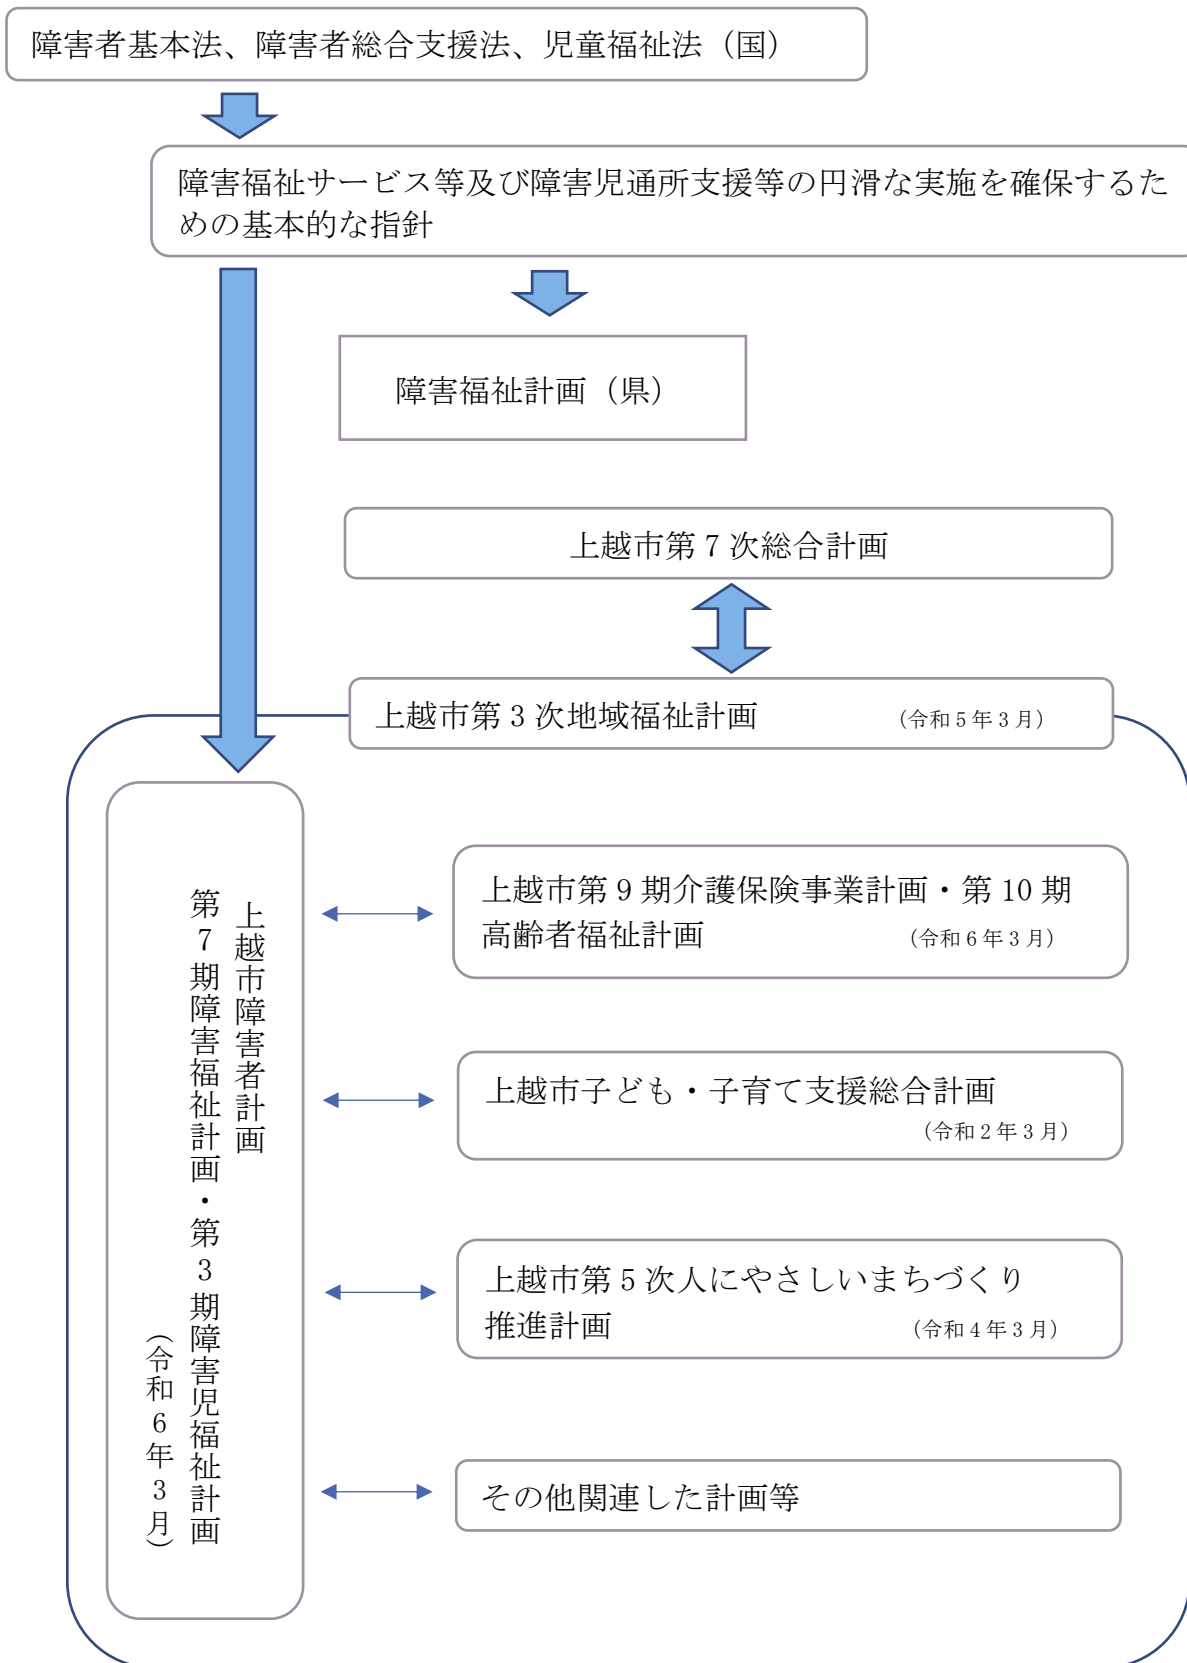 障害者基本法、障害者総合支援法、児童福祉法（国）
障害福祉サービス等及び障害児通所支援等の円滑な実施を確保するた
めの基本的な指針
障害福祉計画（県）
上越市第７次総合計画
上越市第３次地域福祉計画 （令和５年３月）
上越市障害者計画
第７期障害福祉計画・第３期障害児福祉計画
（令和６年３月）
上越市第９期介護保険事業計画・第 10 期
高齢者福祉計画 （令和６年３月）
上越市子ども・子育て支援総合計画
（令和２年３月）
上越市第５次人にやさしいまちづくり
推進計画 （令和４年３月）
その他関連した計画等